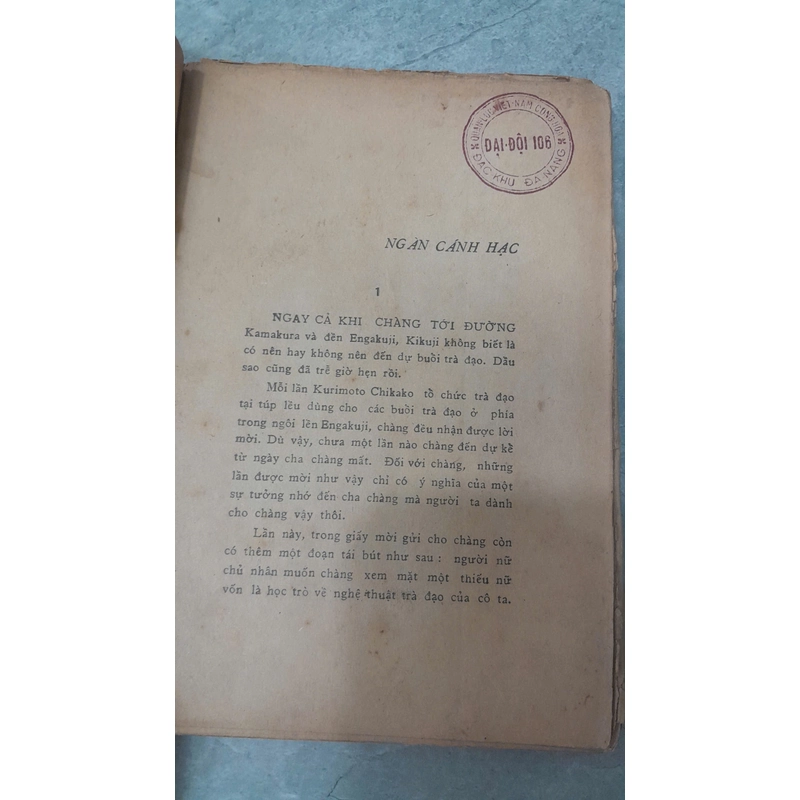 QUÂN-LỰC VIỆT-NAM CỘNG-HÒA
ĐẠI-ĐỘI 106
ĐẶC KHU ĐÀ NẴNG
NGÀN CÁNH HẠC
1
NGAY CẢ KHI CHÀNG TỚI ĐƯỜNG
Kamakura và đền Engakuji, Kikuji không biết là
có nên hay không nên đến dự buổi trà đạo. Dầu
sao cũng đã trễ giờ hẹn rồi.
Mỗi lần Kurimoto Chikako tổ chức trà đạo
tại túp lều dùng cho các buổi trà đạo ở phía
trong ngôi lền Engakuji, chàng đều nhận được lời
mời. Dù vậy, chưa một lần nào chàng đến dự kể
từ ngày cha chàng mất. Đối với chàng, những
lần được mời như vậy chỉ có ý nghĩa của một
sự tưởng nhớ đến cha chàng mà người ta dành
cho chàng vậy thôi.
Lần này, trong giấy mời gửi cho chàng còn
có thêm một đoạn tái bút như sau : người nữ
chủ nhân muốn chàng xem mặt một thiếu nữ
vốn là học trò về nghệ thuật trà đạo của cô ta.